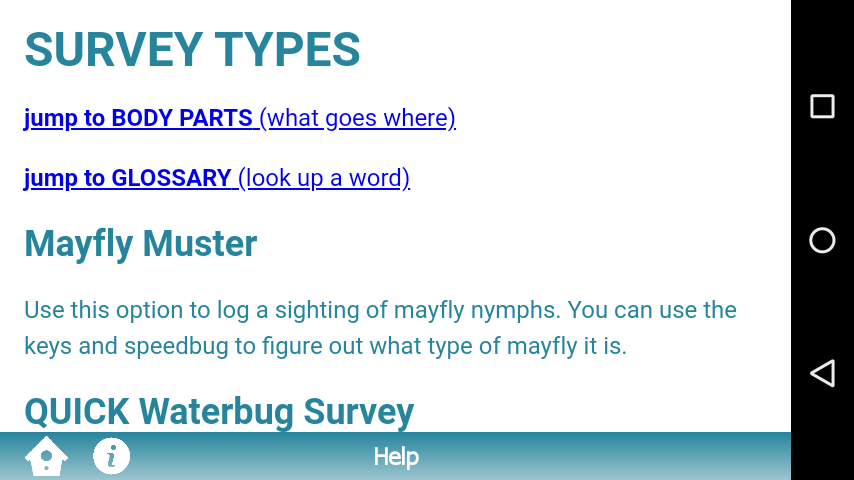 SURVEY TYPES
jump to BODY PARTS (what goes where)
jump to GLOSSARY (look up a word)
Mayfly Muster
Use this option to log a sighting of mayfly nymphs. You can use the
keys and speedbug to figure out what type of mayfly it is.
QUICK Waterbug Survey
i
Help